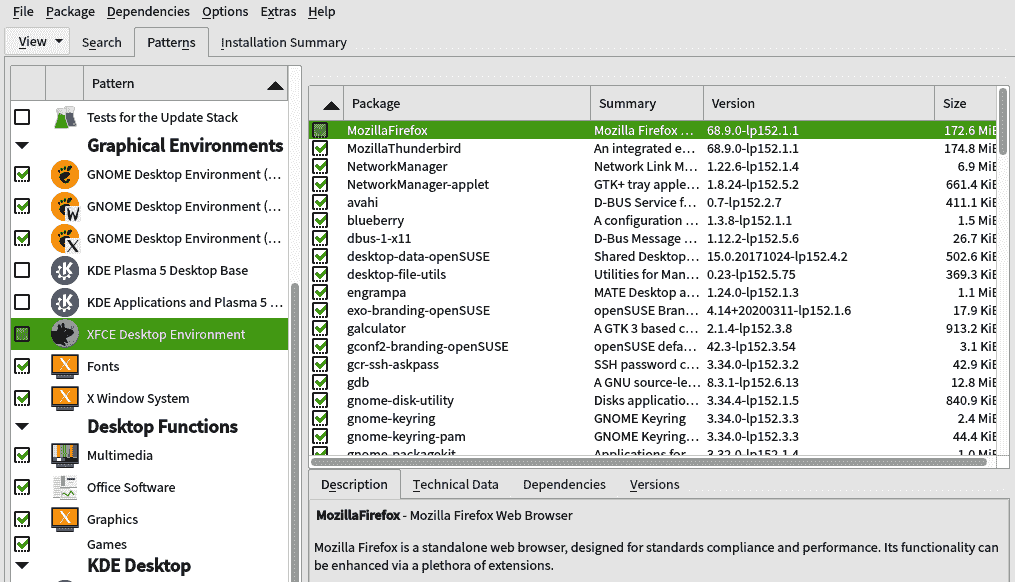 File Package Dependencies Options Extras Help
View Search Patterns Installation Summary
Pattern
Tests for the Update Stack
Graphical Environments
GNOME Desktop Environment (...
GNOME Desktop Environment (...
GNOME Desktop Environment (...
KDE Plasma 5 Desktop Base
KDE Applications and Plasma 5 ...
XFCE Desktop Environment
Fonts
X Window System
Desktop Functions
Multimedia
Office Software
Graphics
Games
KDE Desktop
Package Summary Version Size
MozillaFirefox Mozilla Firefox ... 68.9.0-lp152.1.1 172.6 MiB
MozillaThunderbird An integrated e... 68.9.0-lp152.1.1 174.8 MiB
NetworkManager Network Link M... 1.22.6-lp152.1.4 6.9 MiB
NetworkManager-applet GTK+ tray apple... 1.8.24-lp152.5.2 661.4 KiB
avahi D-BUS Service f... 0.7-lp152.2.7 411.1 KiB
blueberry A configuration ... 1.3.8-lp152.1.1 1.5 MiB
dbus-1-x11 D-Bus Message ... 1.12.2-lp152.5.6 26.7 KiB
desktop-data-openSUSE Shared Desktop... 15.0.20171024-lp152.4.2 502.6 KiB
desktop-file-utils Utilities for Man... 0.23-lp152.5.75 369.3 KiB
engrampa MATE Desktop a... 1.24.0-lp152.1.3 1.1 MiB
exo-branding-openSUSE openSUSE Bran... 4.14+20200311-lp152.1.6 17.9 KiB
galculator A GTK 3 based c... 2.1.4-lp152.3.8 913.2 KiB
gconf2-branding-openSUSE openSUSE defa... 42.3-lp152.3.54 3.1 KiB
gcr-ssh-askpass SSH password c... 3.34.0-lp152.3.2 42.9 KiB
gdb A GNU source-le... 8.3.1-lp152.6.13 12.8 MiB
gnome-disk-utility Disks applicatio... 3.34.4-lp152.1.5 840.9 KiB
gnome-keyring GNOME Keyring 3.34.0-lp152.3.3 2.4 MiB
gnome-keyring-pam GNOME Keyring... 3.34.0-lp152.3.3 44.4 KiB
gnome-packagekit Applications for 3.32.0-lp152.1.4 1.0 MiB
Description Technical Data Dependencies Versions
MozillaFirefox - Mozilla Firefox Web Browser
Mozilla Firefox is a standalone web browser, designed for standards compliance and performance. Its functionality can
be enhanced via a plethora of extensions.